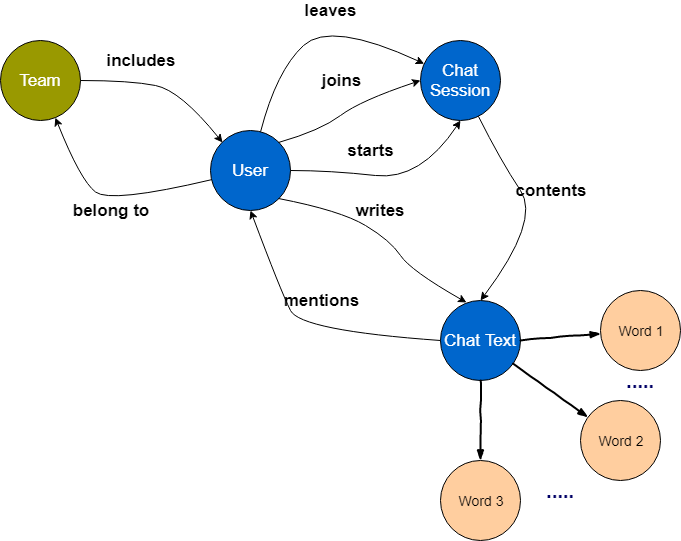 leaves
includes
Team
joins
Chat
Session
starts
User
belong to
writes
contents
mentions
Chat Text
Word 1
.....
Word 2
Word 3
.....